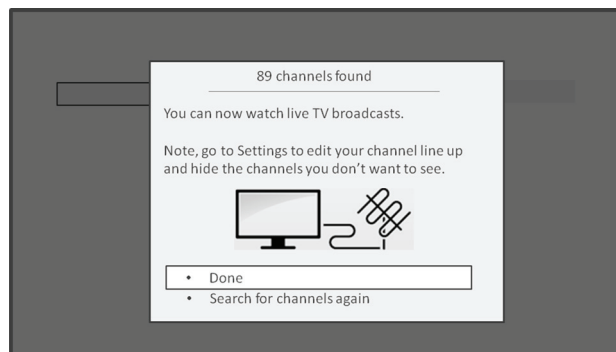 89 channels found
You can now watch live TV broadcasts.
Note, go to Settings to edit your channel line up
and hide the channels you don't want to see.
• Done
• Search for channels again